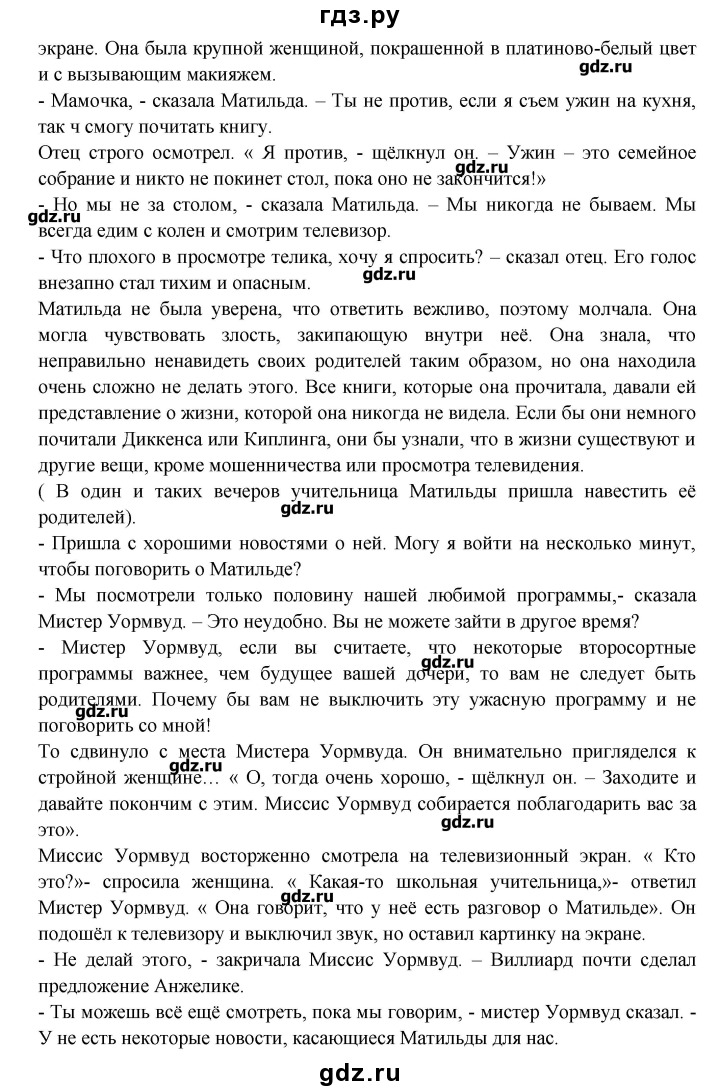 гдз.ру
экране. Она была крупной женщиной, покрашенной в платиново-белый цвет
и с вызывающим макияжем.
gdz.ru
- Мамочка, - сказала Матильда. – Ты не против, если я съем ужин на кухня,
так ч смогу почитать книгу.
Отец строго осмотрел. « Я против, - щёлкнул он. – Ужин – это семейное
gdz.ru
собрание и никто не покинет стол, пока оно не закончится!»
- Но мы не за столом, - сказала Матильда. – Мы никогда не бываем. Мы
gdz.ru
всегда едим с колен и смотрим телевизор.
- Что плохого в просмотре телика, хочу я спросить? – сказал отец. Его голос
gdz.ru
внезапно стал тихим и опасным.
Матильда не была уверена, что ответить вежливо, поэтому молчала. Она
могла чувствовать злость, закипающую внутри неё. Она знала, что
неправильно ненавидеть своих родителей таким образом, но она находила
очень сложно не делать этого. Все книги, которые она прочитала, давали ей
представление о жизни, которой она никогда не видела. Если бы они немного
почитали Диккенса или Киплинга, они бы узнали, что в жизни существуют и
другие вещи, кроме мошенничества или просмотра телевидения.
( В один и таких вечеров учительница Матильды пришла навестить её
gdz.ru
родителей).
- Пришла с хорошими новостями о ней. Могу я войти на несколько минут,
чтобы поговорить о Матильде?
- Мы посмотрели только половину нашей любимой программы,- сказала
Мистер Уормвуд. – Это неудобно. Вы не можете зайти в другое время?
- Мистер Уормвуд, если вы считаете, что некоторые второсортные
gdz.ru
программы важнее, чем будущее вашей дочери, то вам не следует быть
родителями. Почему бы вам не выключить эту ужасную программу и не
gdz.ru
поговорить со мной!
То сдвинуло с места Мистера Уормвуда. Он внимательно пригляделся к
gdz.ru
стройной женщине… « О, тогда очень хорошо, - щёлкнул он. – Заходите и
давайте покончим с этим. Миссис Уормвуд собирается поблагодарить вас за
gdz.ru
это».
Миссис Уормвуд восторженно смотрела на телевизионный экран. « Кто
это?»- спросила женщина. « Какая-то школьная учительница,»- ответил
gdz.ru
Мистер Уормвуд. « Она говорит, что у неё есть разговор о Матильде». Он
подошёл к телевизору и выключил звук, но оставил картинку на экране.
- Не делай этого, - закричала Миссис Уормвуд. – Виллиард почти сделал
предложение Анжелике.
- Ты можешь всё ещё смотреть, пока мы говорим, - мистер Уормвуд сказал. -
У не есть некоторые новости, касающиеся Матильды для нас.
gdz.ru